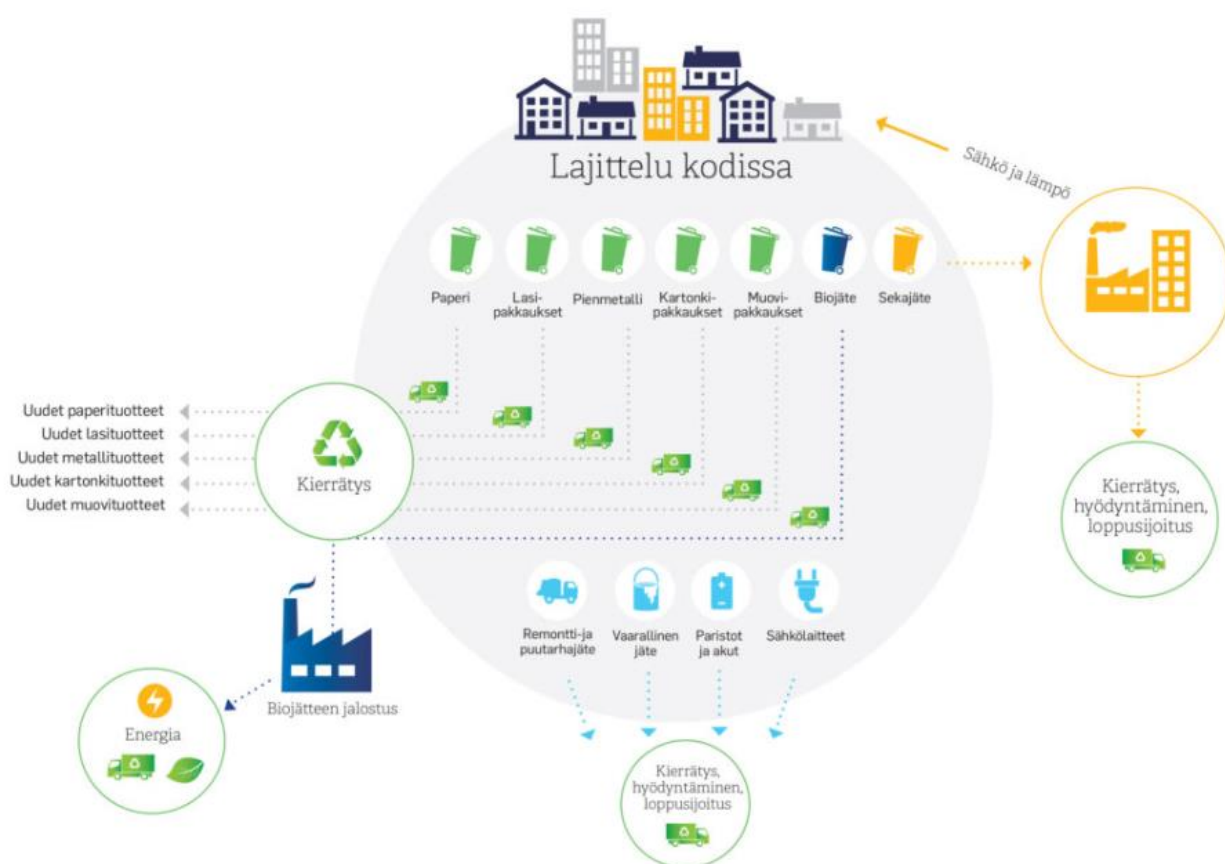 Lajittelu kodissa
Sähkö ja lämpö
Paperi
Lasi-
pakkaukset
Pienmetalli
Kartonki-
pakkaukset
Muovi-
pakkaukset
Biojäte
Sekajäte
Uudet paperituotteet
Uudet lasituotteet
Uudet metallituotteet
Uudet kartonkituotteet
Uudet muovituotteet
Kierrätys
Kierrätys,
hyödyntäminen,
loppusijoitus
Remontti-ja
puutarhajäte
Vaarallinen
jäte
Paristot
ja akut
Sähkölaitteet
Biojätteen jalostus
Energia
Kierrätys,
hyödyntäminen,
loppusijoitus